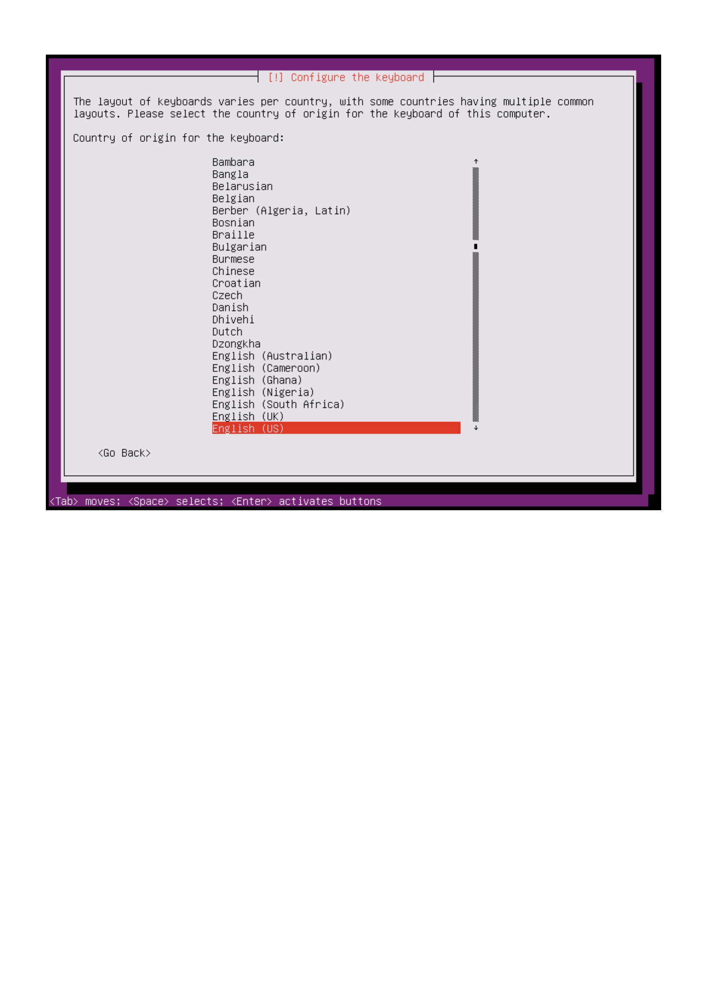 [!] Configure the keyboard
The layout of keyboards varies per country, with some countries having multiple common
layouts. Please select the country of origin for the keyboard of this computer.
Country of origin for the keyboard:
Bambara
Bangla
Belarusian
Belgian
Berber (Algeria, Latin)
Bosnian
Braille
Bulgarian
Burmese
Chinese
Croatian
Czech
Danish
Dhivehi
Dutch
Dzongkha
English (Australian)
English (Cameroon)
English (Ghana)
English (Nigeria)
English (South Africa)
English (UK)
English (US)
<Go Back>
<Tab> moves; <Space> selects; <Enter> activates buttons